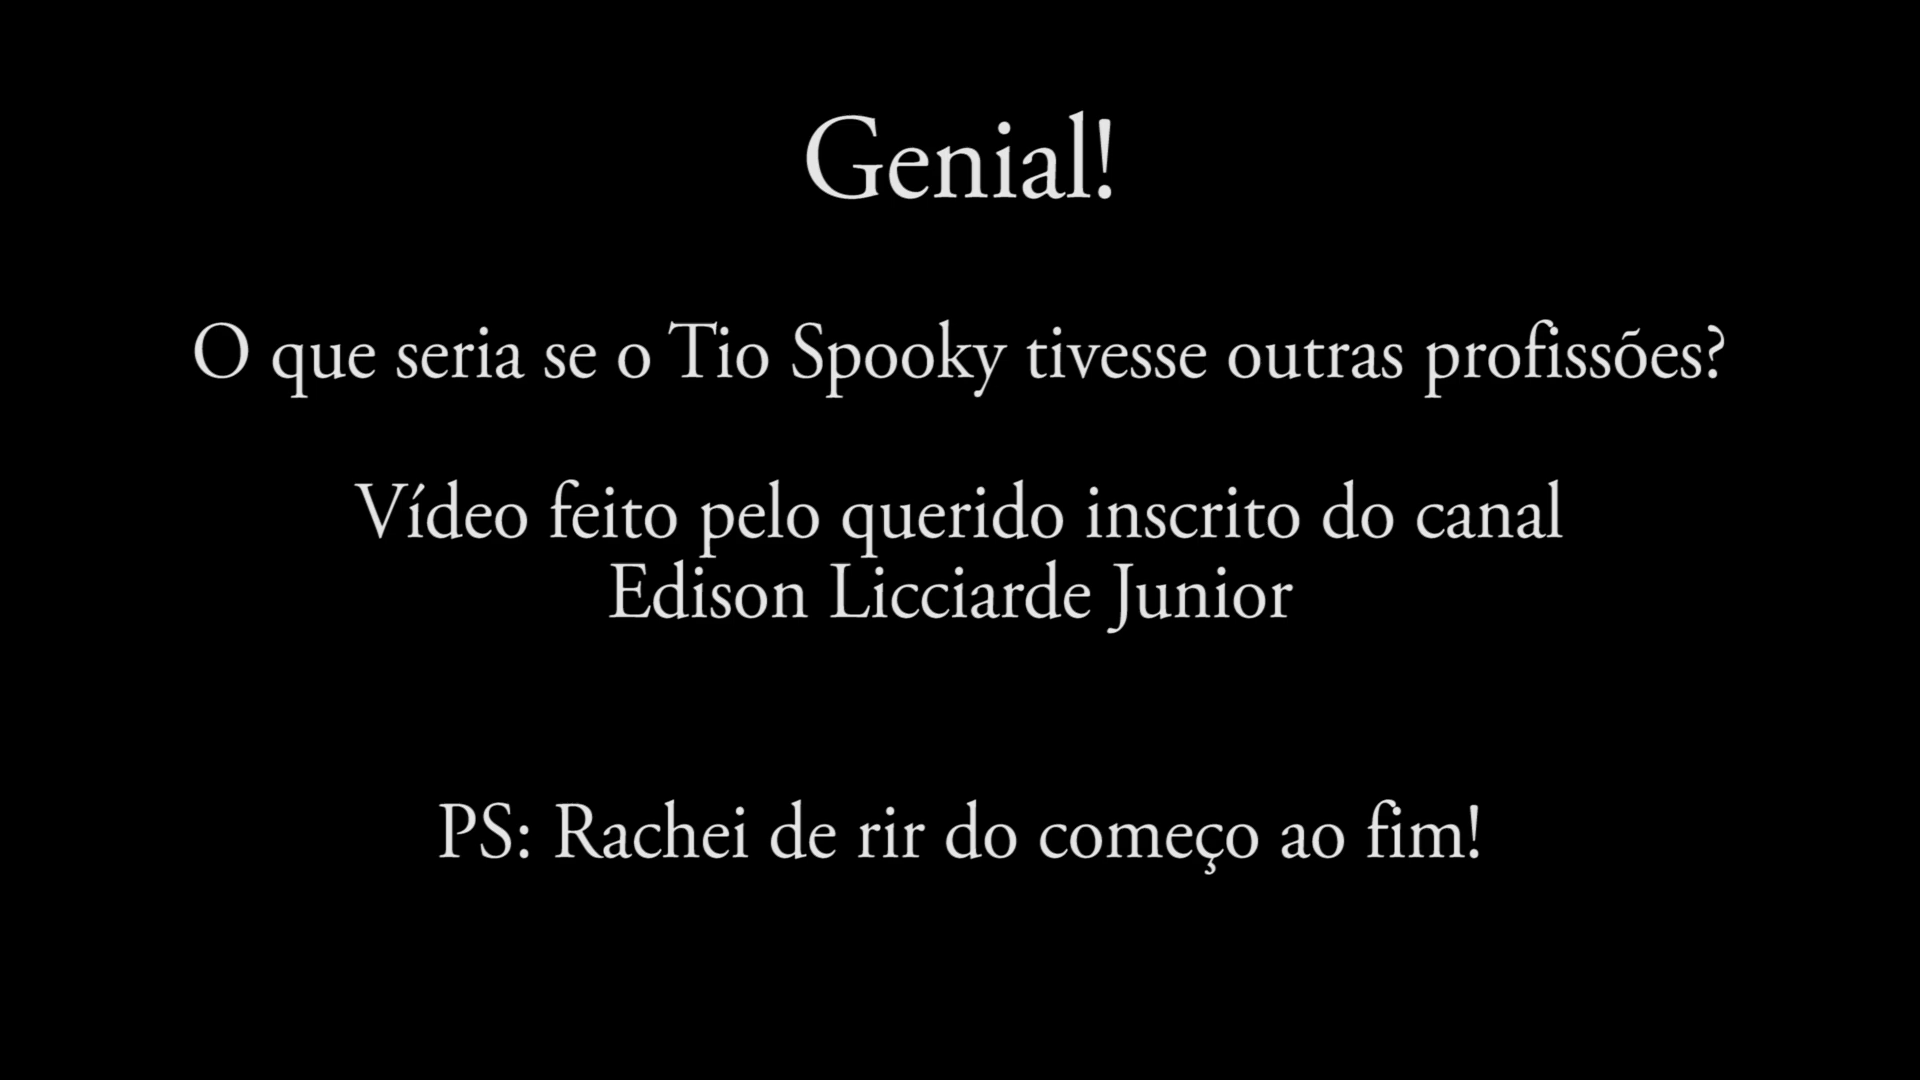 Genial!
O que seria se o Tio Spooky tivesse outras profissões?
Vídeo feito pelo querido inscrito do canal
Edison Licciarde Junior
PS: Rachei de rir do começo ao fim!